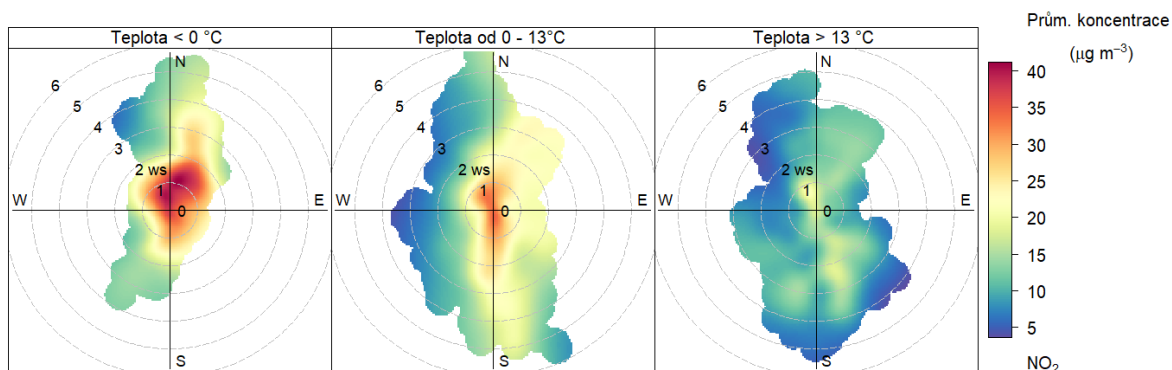 Teplota < 0 °C
Teplota od 0 - 13°C
Teplota > 13 °C
N
6
5
4
3
2 ws
1
0
W
E
S
N
6
5
4
3
2 ws
1
0
W
E
S
N
6
5
4
3
2 ws
1
0
W
E
S
Prům. koncentrace
(μg m⁻³)
40
35
30
25
20
15
10
5
NO₂